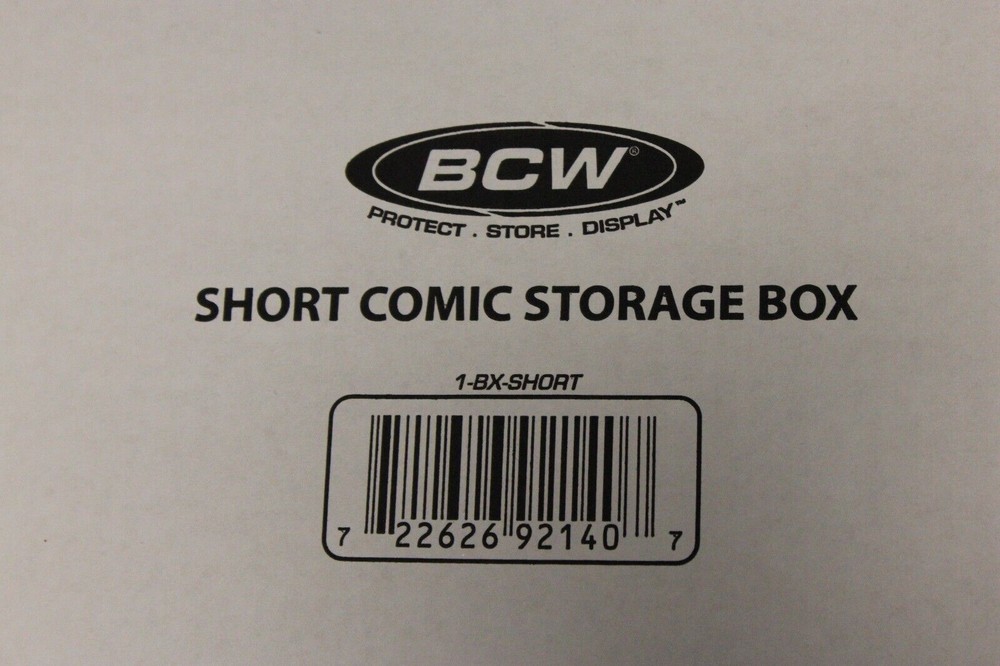 BCW®
PROTECT . STORE . DISPLAY™
SHORT COMIC STORAGE BOX
1-BX-SHORT
7 22626 92140 7